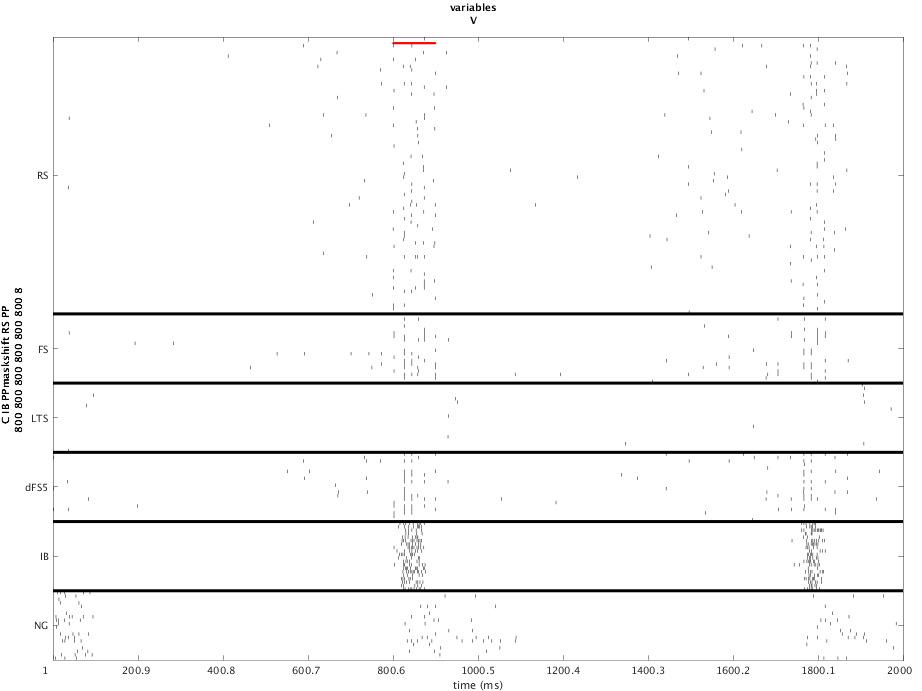 variables
V
C IB PPmaskshift RS PP
800 800 800 800 800 800 8
RS
FS
LTS
dFS5
IB
NG
1 200.9 400.8 600.7 800.6 1000.5 1200.4 1400.3 1600.2 1800.1 2000
time (ms)